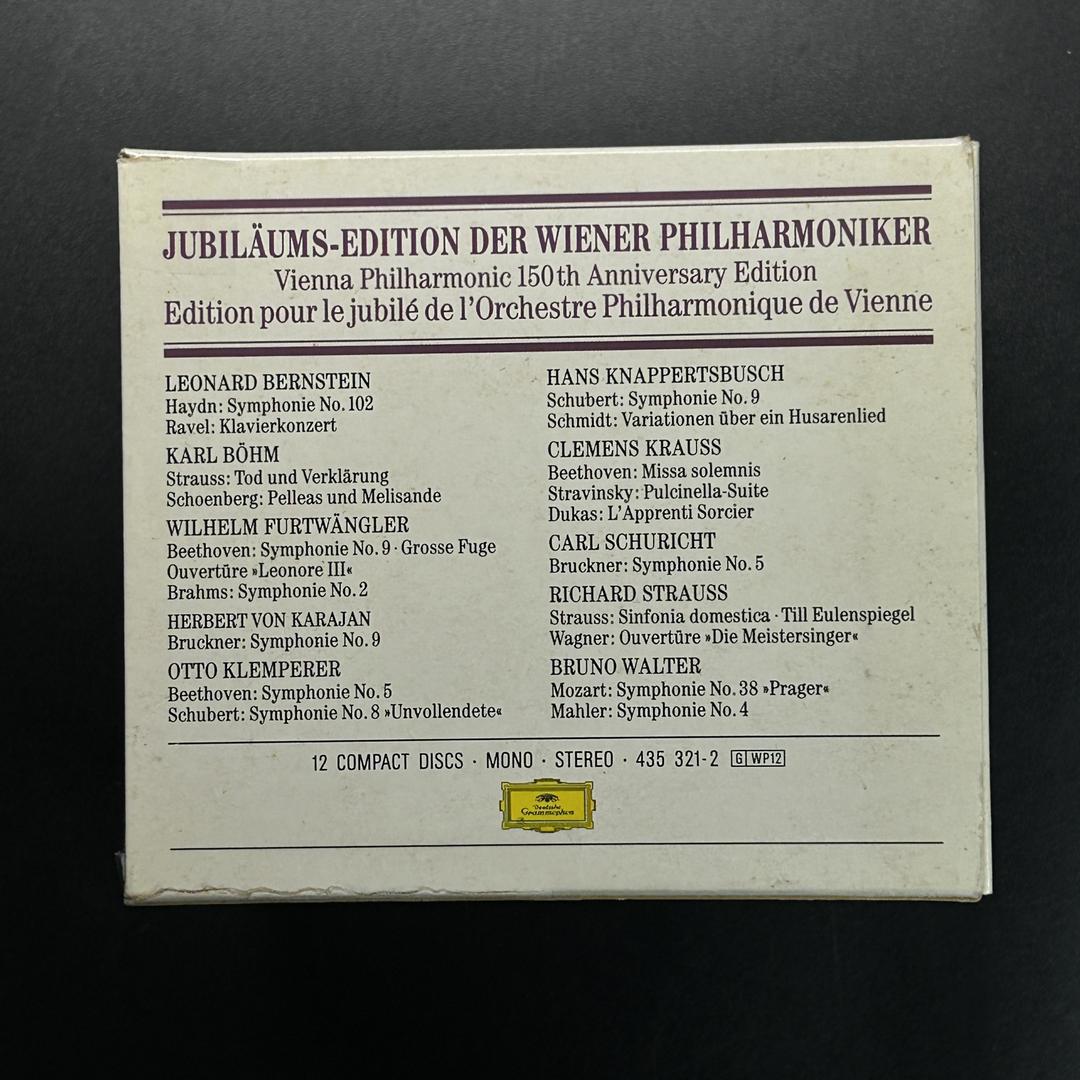 JUBILÄUMS-EDITION DER WIENER PHILHARMONIKER
Vienna Philharmonic 150th Anniversary Edition
Edition pour le jubilé de l'Orchestre Philharmonique de Vienne
LEONARD BERNSTEIN
Haydn: Symphonie No. 102
Ravel: Klavierkonzert
KARL BÖHM
Strauss: Tod und Verklärung
Schoenberg: Pelleas und Melisande
WILHELM FURTWÄNGLER
Beethoven: Symphonie No. 9 · Grosse Fuge
Ouvertüre »Leonore III«
Brahms: Symphonie No. 2
HERBERT VON KARAJAN
Bruckner: Symphonie No. 9
OTTO KLEMPERER
Beethoven: Symphonie No. 5
Schubert: Symphonie No. 8 »Unvollendete«
HANS KNAPPERTSBUSCH
Schubert: Symphonie No. 9
Schmidt: Variationen über ein Husarenlied
CLEMENS KRAUSS
Beethoven: Missa solemnis
Stravinsky: Pulcinella-Suite
Dukas: L'Apprenti Sorcier
CARL SCHURICHT
Bruckner: Symphonie No. 5
RICHARD STRAUSS
Strauss: Sinfonia domestica · Till Eulenspiegel
Wagner: Ouvertüre »Die Meistersinger«
BRUNO WALTER
Mozart: Symphonie No. 38 »Prager«
Mahler: Symphonie No. 4
12 COMPACT DISCS · MONO · STEREO · 435 321-2 G WP12
Deutsche
Grammophon